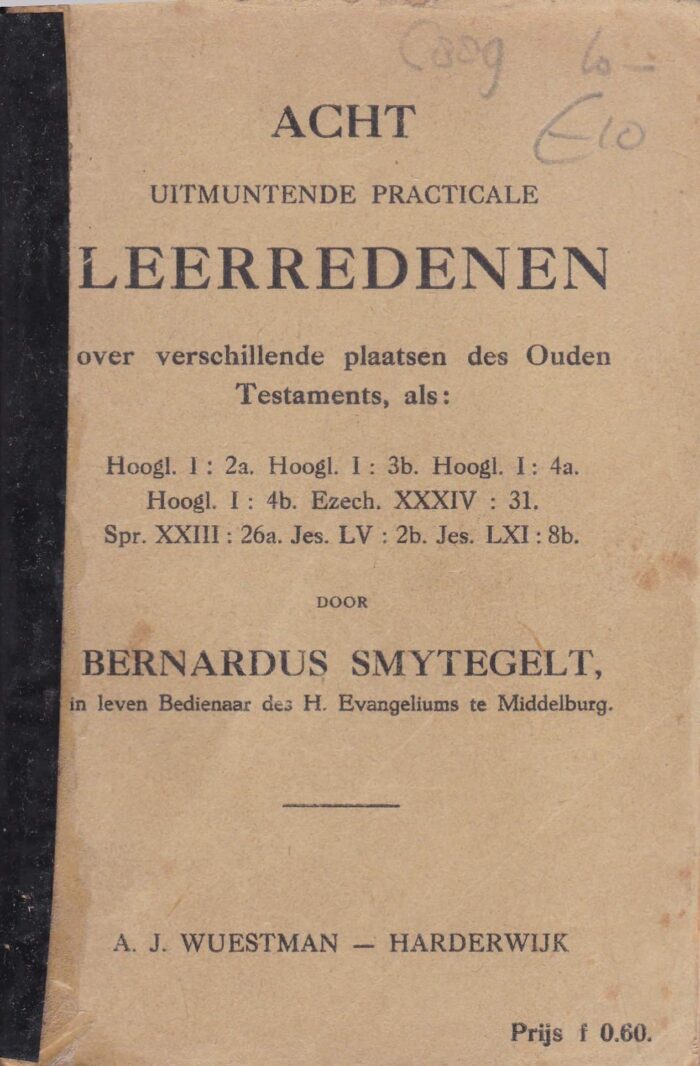 10 —
€10
ACHT
UITMUNTENDE PRACTICALE
LEERREDENEN
over verschillende plaatsen des Ouden
Testaments, als:
Hoogl. I : 2a. Hoogl. I : 3b. Hoogl. I : 4a.
Hoogl. I : 4b. Ezech. XXXIV : 31.
Spr. XXIII : 26a. Jes. LV : 2b. Jes. LXI : 8b.
DOOR
BERNARDUS SMYTEGELT,
in leven Bedienaar des H. Evangeliums te Middelburg.
A. J. WUESTMAN — HARDERWIJK
Prijs f 0.60.